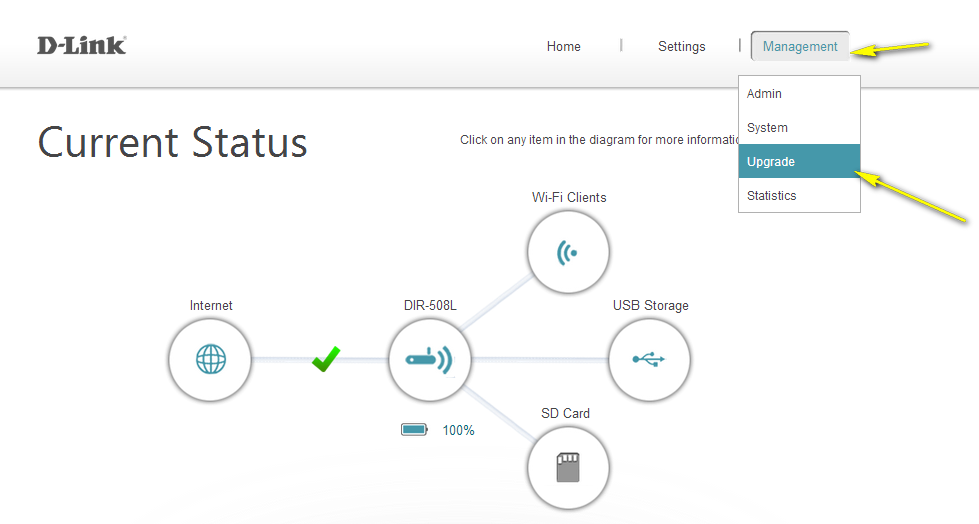 D-Link
Home | Settings | Management
Admin
Current Status
Click on any item in the diagram for more informatio
System
Upgrade
Statistics
Wi-Fi Clients
Internet
DIR-508L
USB Storage
SD Card
100%